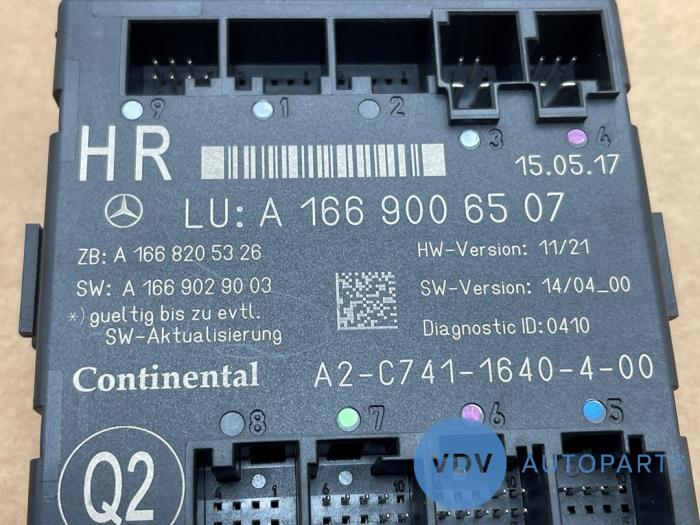 9 1 2 3 4
HR
15.05.17
LU: A 166 900 65 07
ZB: A 166 820 53 26
HW-Version: 11/21
SW: A 166 902 90 03
SW-Version: 14/04_00
*) gueltig bis zu evtl.
SW-Aktualisierung
Diagnostic ID:0410
Continental
A2-C741-1640-4-00
8 7 6 5
Q2
VDV AUTOPARTS